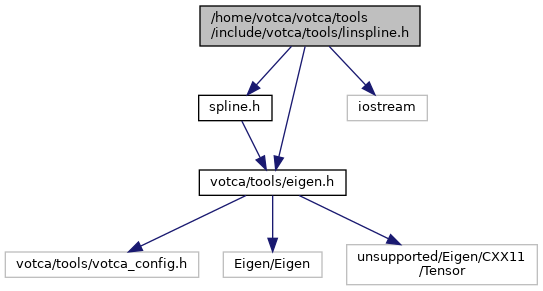 /home/votca/votca/tools
/include/votca/tools/linspline.h
spline.h
iostream
votca/tools/eigen.h
votca/tools/votca_config.h
Eigen/Eigen
unsupported/Eigen/CXX11
/Tensor